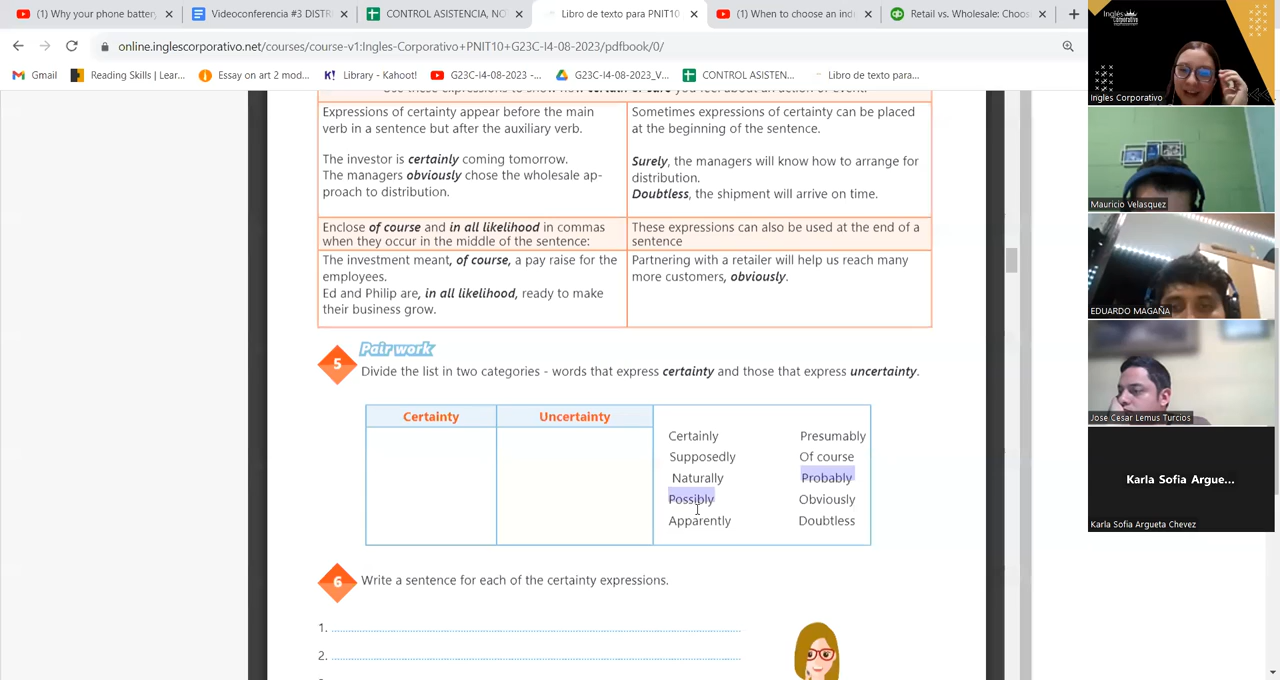 (1) Why your phone battery
Videoconferencia #3 DISTR
CONTROL ASISTENCIA, NO
Libro de texto para PNIT10
(1) When to choose an ind
Retail vs. Wholesale: Choos
online.inglescorporativo.net/courses/course-v1:Ingles-Corporativo+PNIT10+G23C-I4-08-2023/pdfbook/0/
Gmail
Reading Skills | Lear...
Essay on art 2 mod...
Library - Kahoot!
G23C-I4-08-2023 -...
G23C-I4-08-2023_V...
CONTROL ASISTEN...
Libro de texto para...
Expressions of certainty appear before the main
verb in a sentence but after the auxiliary verb.
The investor is certainly coming tomorrow.
The managers obviously chose the wholesale ap-
proach to distribution.
Sometimes expressions of certainty can be placed
at the beginning of the sentence.
Surely, the managers will know how to arrange for
distribution.
Doubtless, the shipment will arrive on time.
Enclose of course and in all likelihood in commas
when they occur in the middle of the sentence:
These expressions can also be used at the end of a
sentence
The investment meant, of course, a pay raise for the
employees.
Ed and Philip are, in all likelihood, ready to make
their business grow.
Partnering with a retailer will help us reach many
more customers, obviously.
5
Pair work
Divide the list in two categories - words that express certainty and those that express uncertainty.
Certainty
Uncertainty
Certainly
Supposedly
Naturally
Possibly
Apparently
Presumably
Of course
Probably
Obviously
Doubtless
6
Write a sentence for each of the certainty expressions.
1.
2.
Inglés
Corporativo
Ingles Corporativo
Mauricio Velasquez
EDUARDO MAGAÑA
Jose Cesar Lemus Turcios
Karla Sofia Argue...
Karla Sofia Argueta Chevez